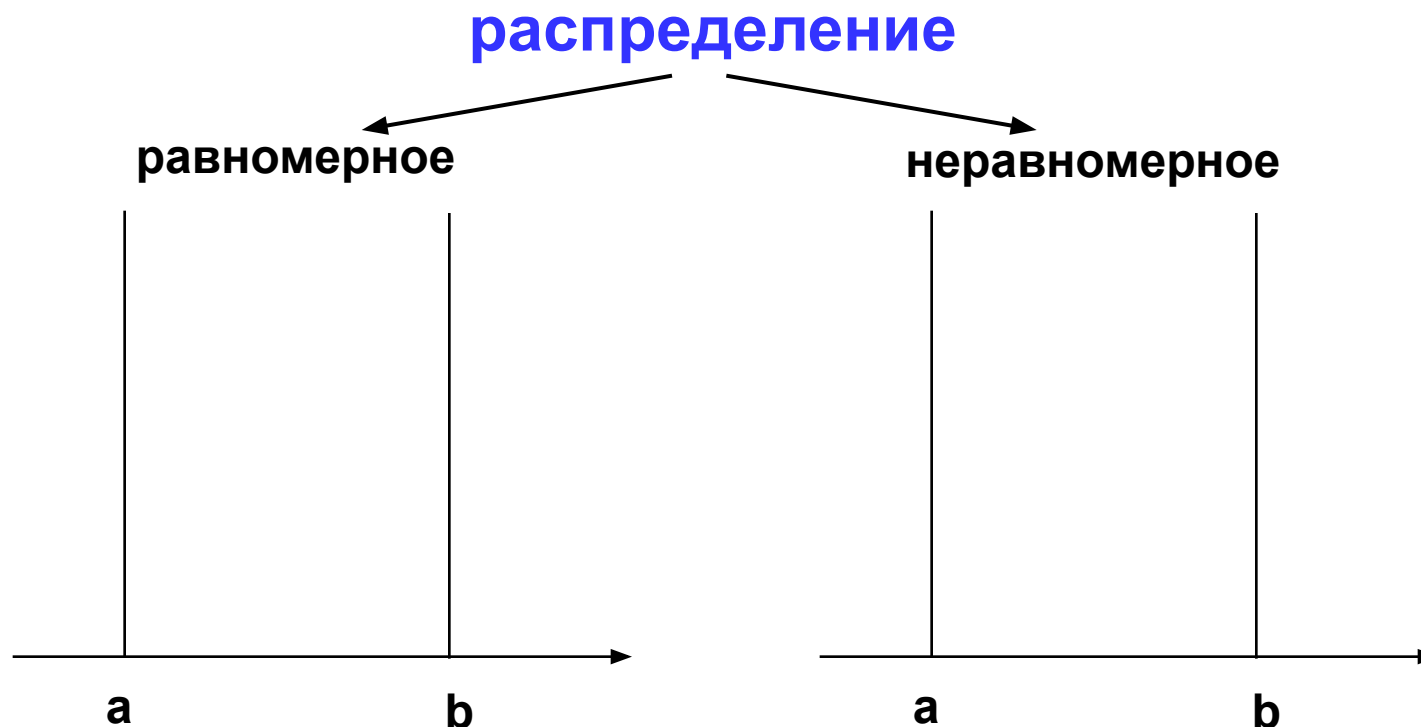 распределение
равномерное
неравномерное
a b
a b